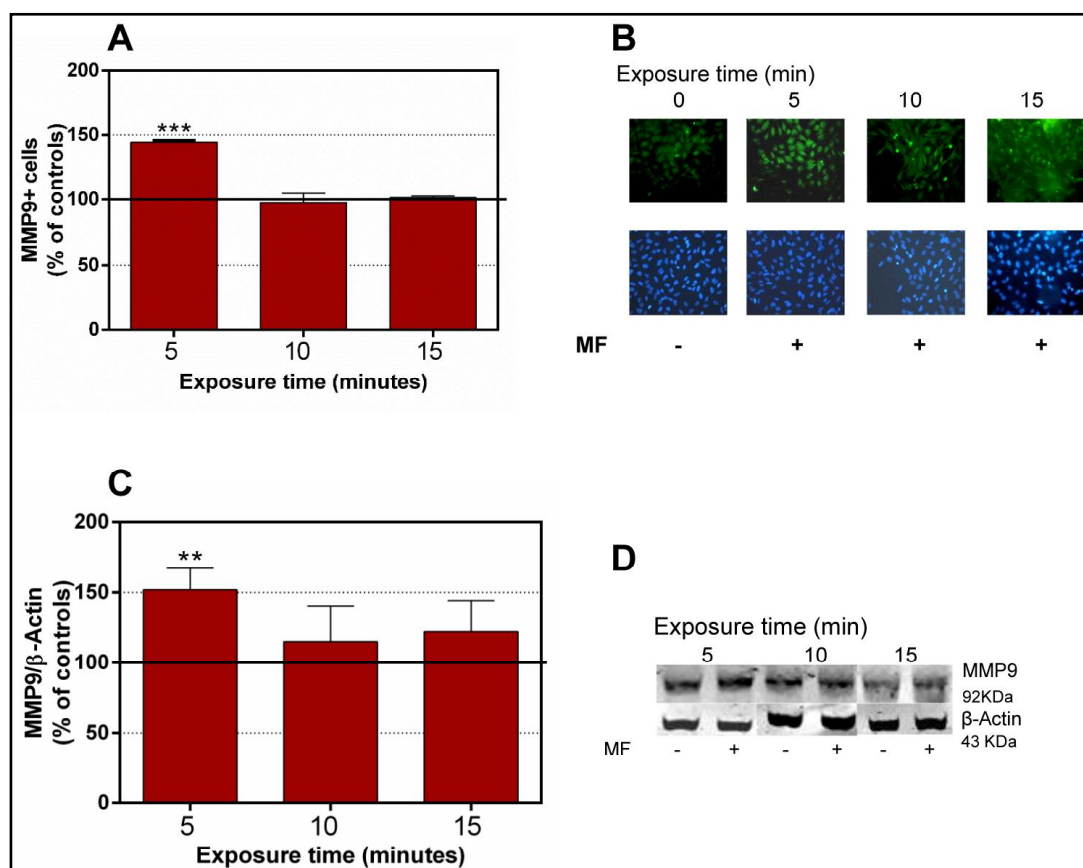 A
200
150
100
50
0
***
MMP9+ cells
(% of controls)
5 10 15
Exposure time (minutes)
B
Exposure time (min)
0 5 10 15
MF - + + +
C
200
150
100
50
0
**
MMP9/β-Actin
(% of controls)
5 10 15
Exposure time (minutes)
D
Exposure time (min)
5 10 15
MMP9
92KDa
β-Actin
43 KDa
MF - + - + - +